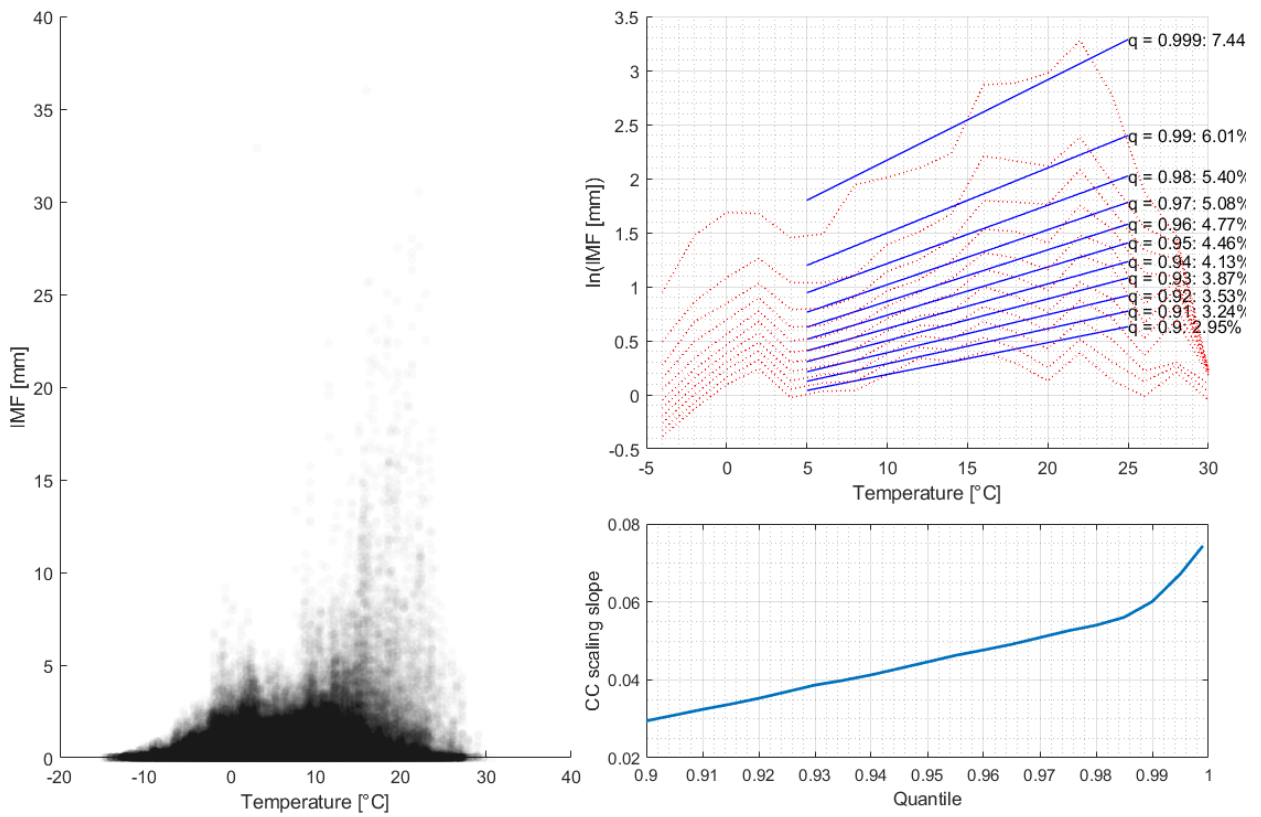 40
35
30
25
20
15
10
5
0
IMF [mm]
-20
-10
0
10
20
30
40
Temperature [°C]
3.5
3
2.5
2
1.5
1
0.5
0
-0.5
ln(IMF [mm])
q = 0.999: 7.44
q = 0.99: 6.01%
q = 0.98: 5.40%
q = 0.97: 5.08%
q = 0.96: 4.77%
q = 0.95: 4.46%
q = 0.94: 4.13%
q = 0.93: 3.87%
q = 0.92: 3.53%
q = 0.91: 3.24%
q = 0.9: 2.95%
-5
0
5
10
15
20
25
30
Temperature [°C]
0.08
0.06
0.04
0.02
CC scaling slope
0.9
0.91
0.92
0.93
0.94
0.95
0.96
0.97
0.98
0.99
1
Quantile